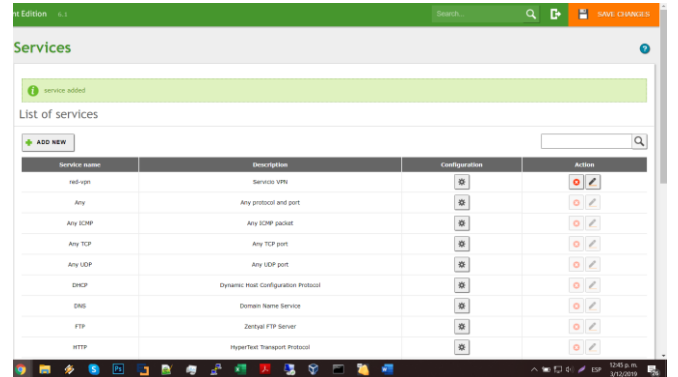 nt Edition 6.1 Search... SAVE CHANGES
Services
service added
List of services
ADD NEW
Service name Description Configuration Action
red-vpn Servicio VPN
Any Any protocol and port
Any ICMP Any ICMP packet
Any TCP Any TCP port
Any UDP Any UDP port
DHCP Dynamic Host Configuration Protocol
DNS Domain Name Service
FTP Zentyal FTP Server
HTTP HyperText Transport Protocol
ESP 12:45 p. m.
3/12/2019